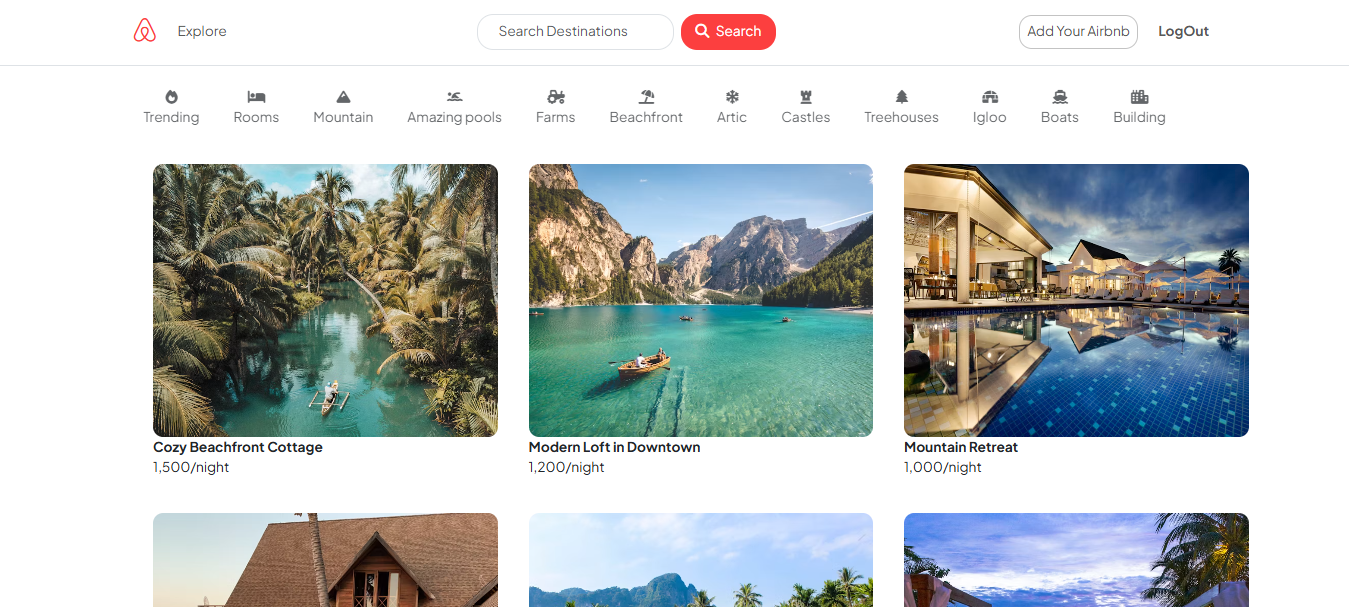 Explore
Search Destinations
Search
Add Your Airbnb
LogOut
Trending
Rooms
Mountain
Amazing pools
Farms
Beachfront
Artic
Castles
Treehouses
Igloo
Boats
Building
Cozy Beachfront Cottage
1,500/night
Modern Loft in Downtown
1,200/night
Mountain Retreat
1,000/night